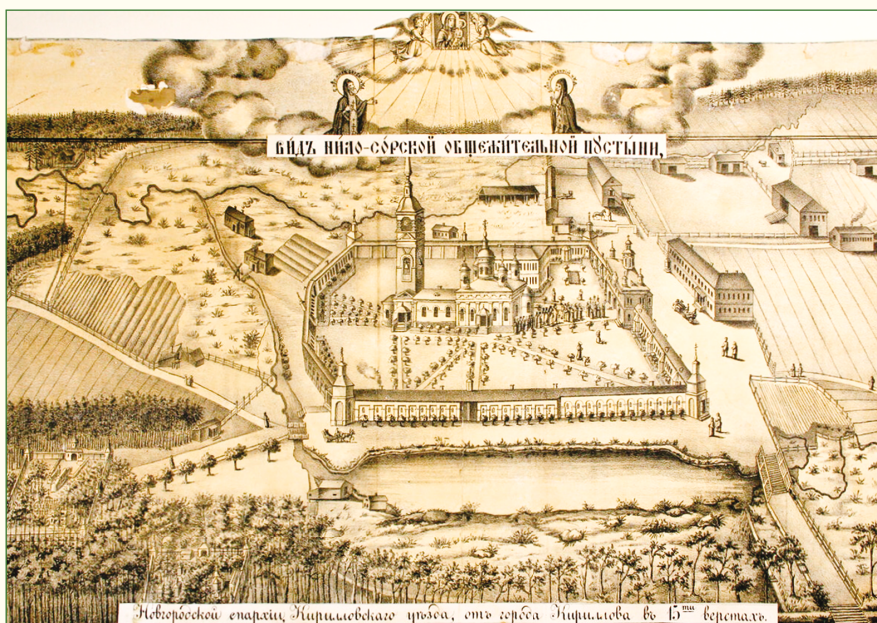 ВИДЪ НИЛО-СОРСКОЙ ОБЩЕЖИТЕЛЬНОЙ ПУСТЫНИ,
Новгородской епархіи Кирилловскаго уѣзда, отъ города Кириллова въ 15ти верстахъ.